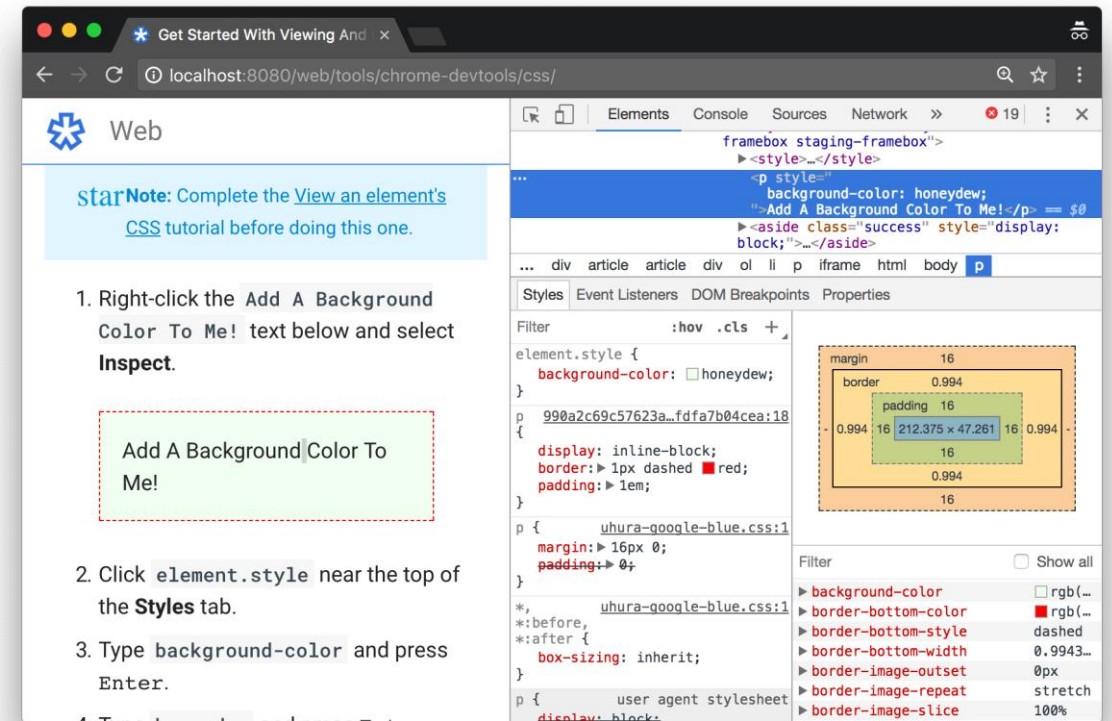 Get Started With Viewing And
localhost:8080/web/tools/chrome-devtools/css/
Web
star Note: Complete the View an element's
CSS tutorial before doing this one.
1. Right-click the Add A Background
Color To Me! text below and select
Inspect.
Add A Background Color To
Me!
2. Click element.style near the top of
the Styles tab.
3. Type background-color and press
Enter.
Elements Console Sources Network » 19
framebox staging-framebox">
▶<style>…</style>
... <p style="
background-color: honeydew;
">Add A Background Color To Me!</p> == $0
▶<aside class="success" style="display:
block;">…</aside>
... div article article div ol li p iframe html body p
Styles Event Listeners DOM Breakpoints Properties
Filter :hov .cls +
element.style {
background-color: honeydew;
}
p 990a2c69c57623a…fdfa7b04cea:18
{
display: inline-block;
border:▶ 1px dashed red;
padding:▶ 1em;
}
p { uhura-google-blue.css:1
margin:▶ 16px 0;
padding:▶ 0;
}
*, uhura-google-blue.css:1
*:before,
*:after {
box-sizing: inherit;
}
p { user agent stylesheet
display: block;
margin 16
border 0.994
padding 16
- 0.994 16 212.375 × 47.261 16 0.994 -
16
0.994
16
Filter Show all
▶ background-color rgb(…
▶ border-bottom-color rgb(…
▶ border-bottom-style dashed
▶ border-bottom-width 0.9943…
▶ border-image-outset 0px
▶ border-image-repeat stretch
▶ border-image-slice 100%